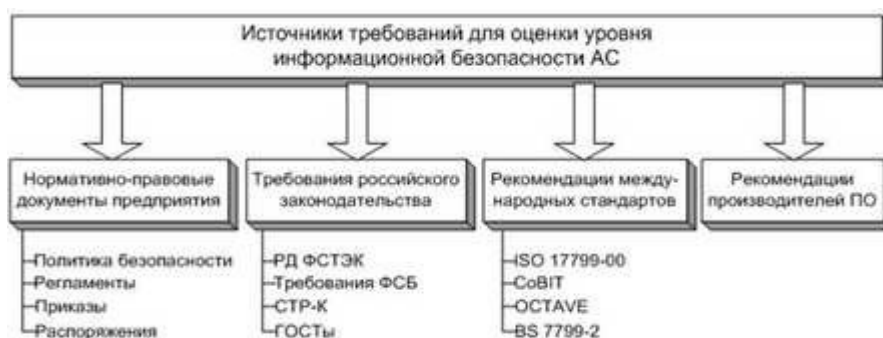 Источники требований для оценки уровня
информационной безопасности АС
Нормативно-правовые
документы предприятия
Политика безопасности
Регламенты
Приказы
Распоряжения
Требования российского
законодательства
РД ФСТЭК
Требования ФСБ
СТР-К
ГОСТы
Рекомендации между-
народных стандартов
ISO 17799-00
CoBIT
OCTAVE
BS 7799-2
Рекомендации
производителей ПО